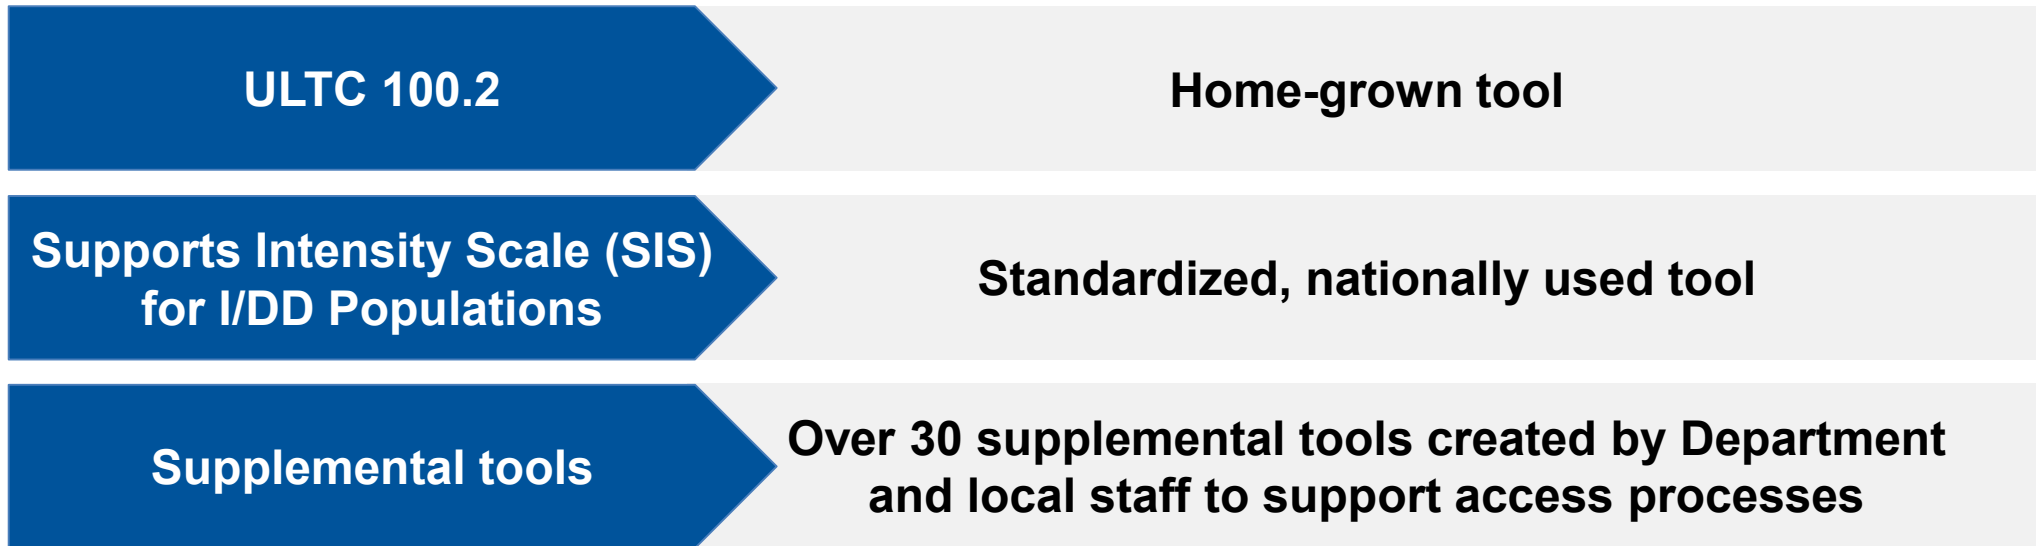 ULTC 100.2
Home-grown tool
Supports Intensity Scale (SIS)
for I/DD Populations
Standardized, nationally used tool
Supplemental tools
Over 30 supplemental tools created by Department
and local staff to support access processes